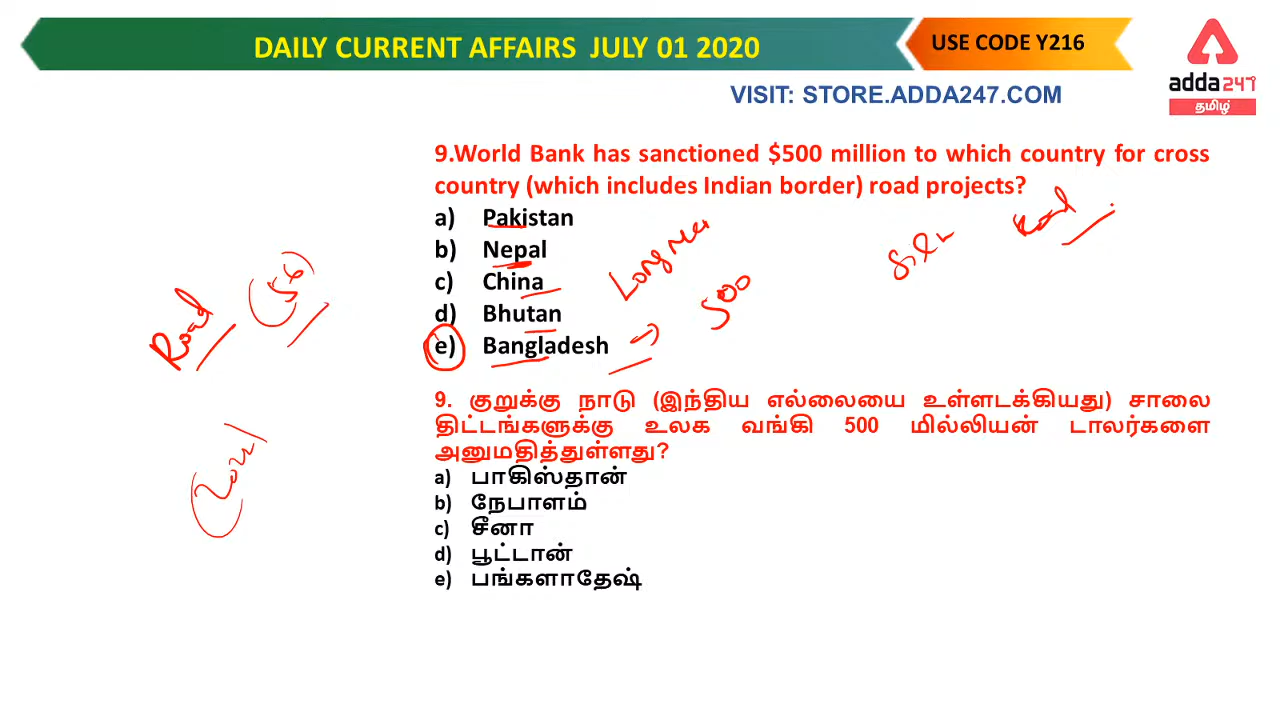 DAILY CURRENT AFFAIRS JULY 01 2020
USE CODE Y216
adda247
தமிழ்
VISIT: STORE.ADDA247.COM
9.World Bank has sanctioned $500 million to which country for cross
country (which includes Indian border) road projects?
a) Pakistan
b) Nepal
c) China
d) Bhutan
e) Bangladesh
Road
500
9. குறுக்கு நாடு (இந்திய எல்லையை உள்ளடக்கியது) சாலை
திட்டங்களுக்கு உலக வங்கி 500 மில்லியன் டாலர்களை
அனுமதித்துள்ளது?
a) பாகிஸ்தான்
b) நேபாளம்
c) சீனா
d) பூட்டான்
e) பங்களாதேஷ்